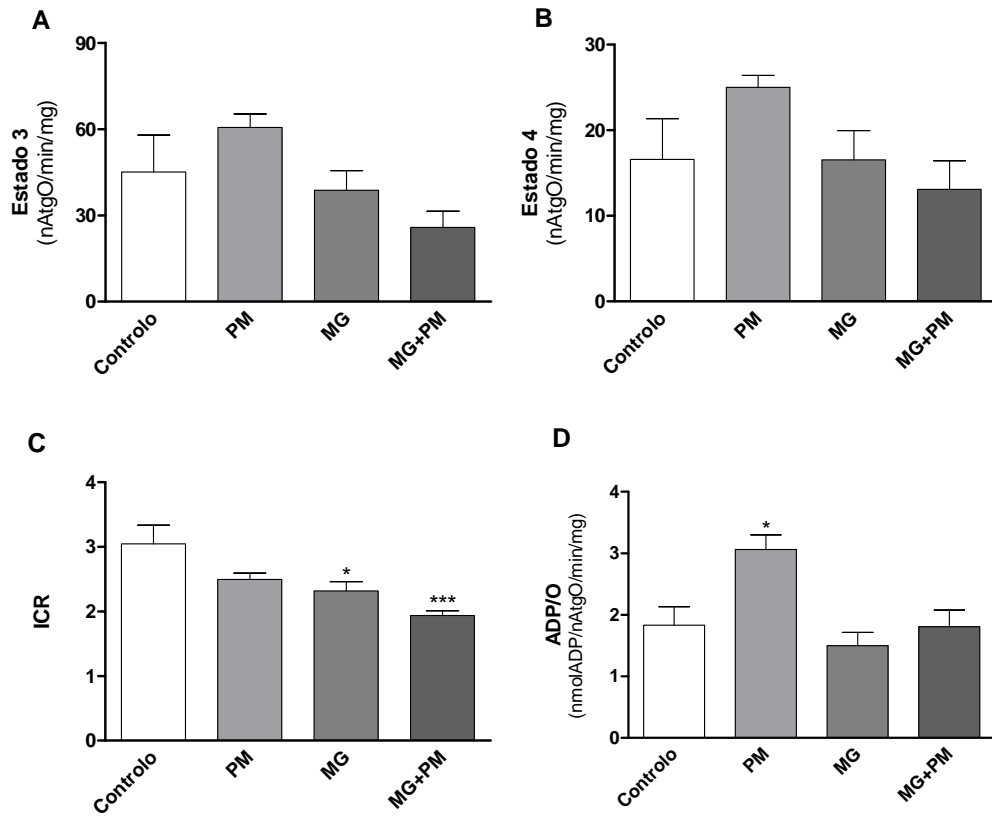 A
90
60
30
0
Estado 3
(nAtgO/min/mg)
Controlo
PM
MG
MG+PM
B
30
20
10
0
Estado 4
(nAtgO/min/mg)
Controlo
PM
MG
MG+PM
C
4
3
2
1
0
ICR
*
***
Controlo
PM
MG
MG+PM
D
4
3
2
1
0
ADP/O
(nmolADP/nAtgO/min/mg)
*
Controlo
PM
MG
MG+PM